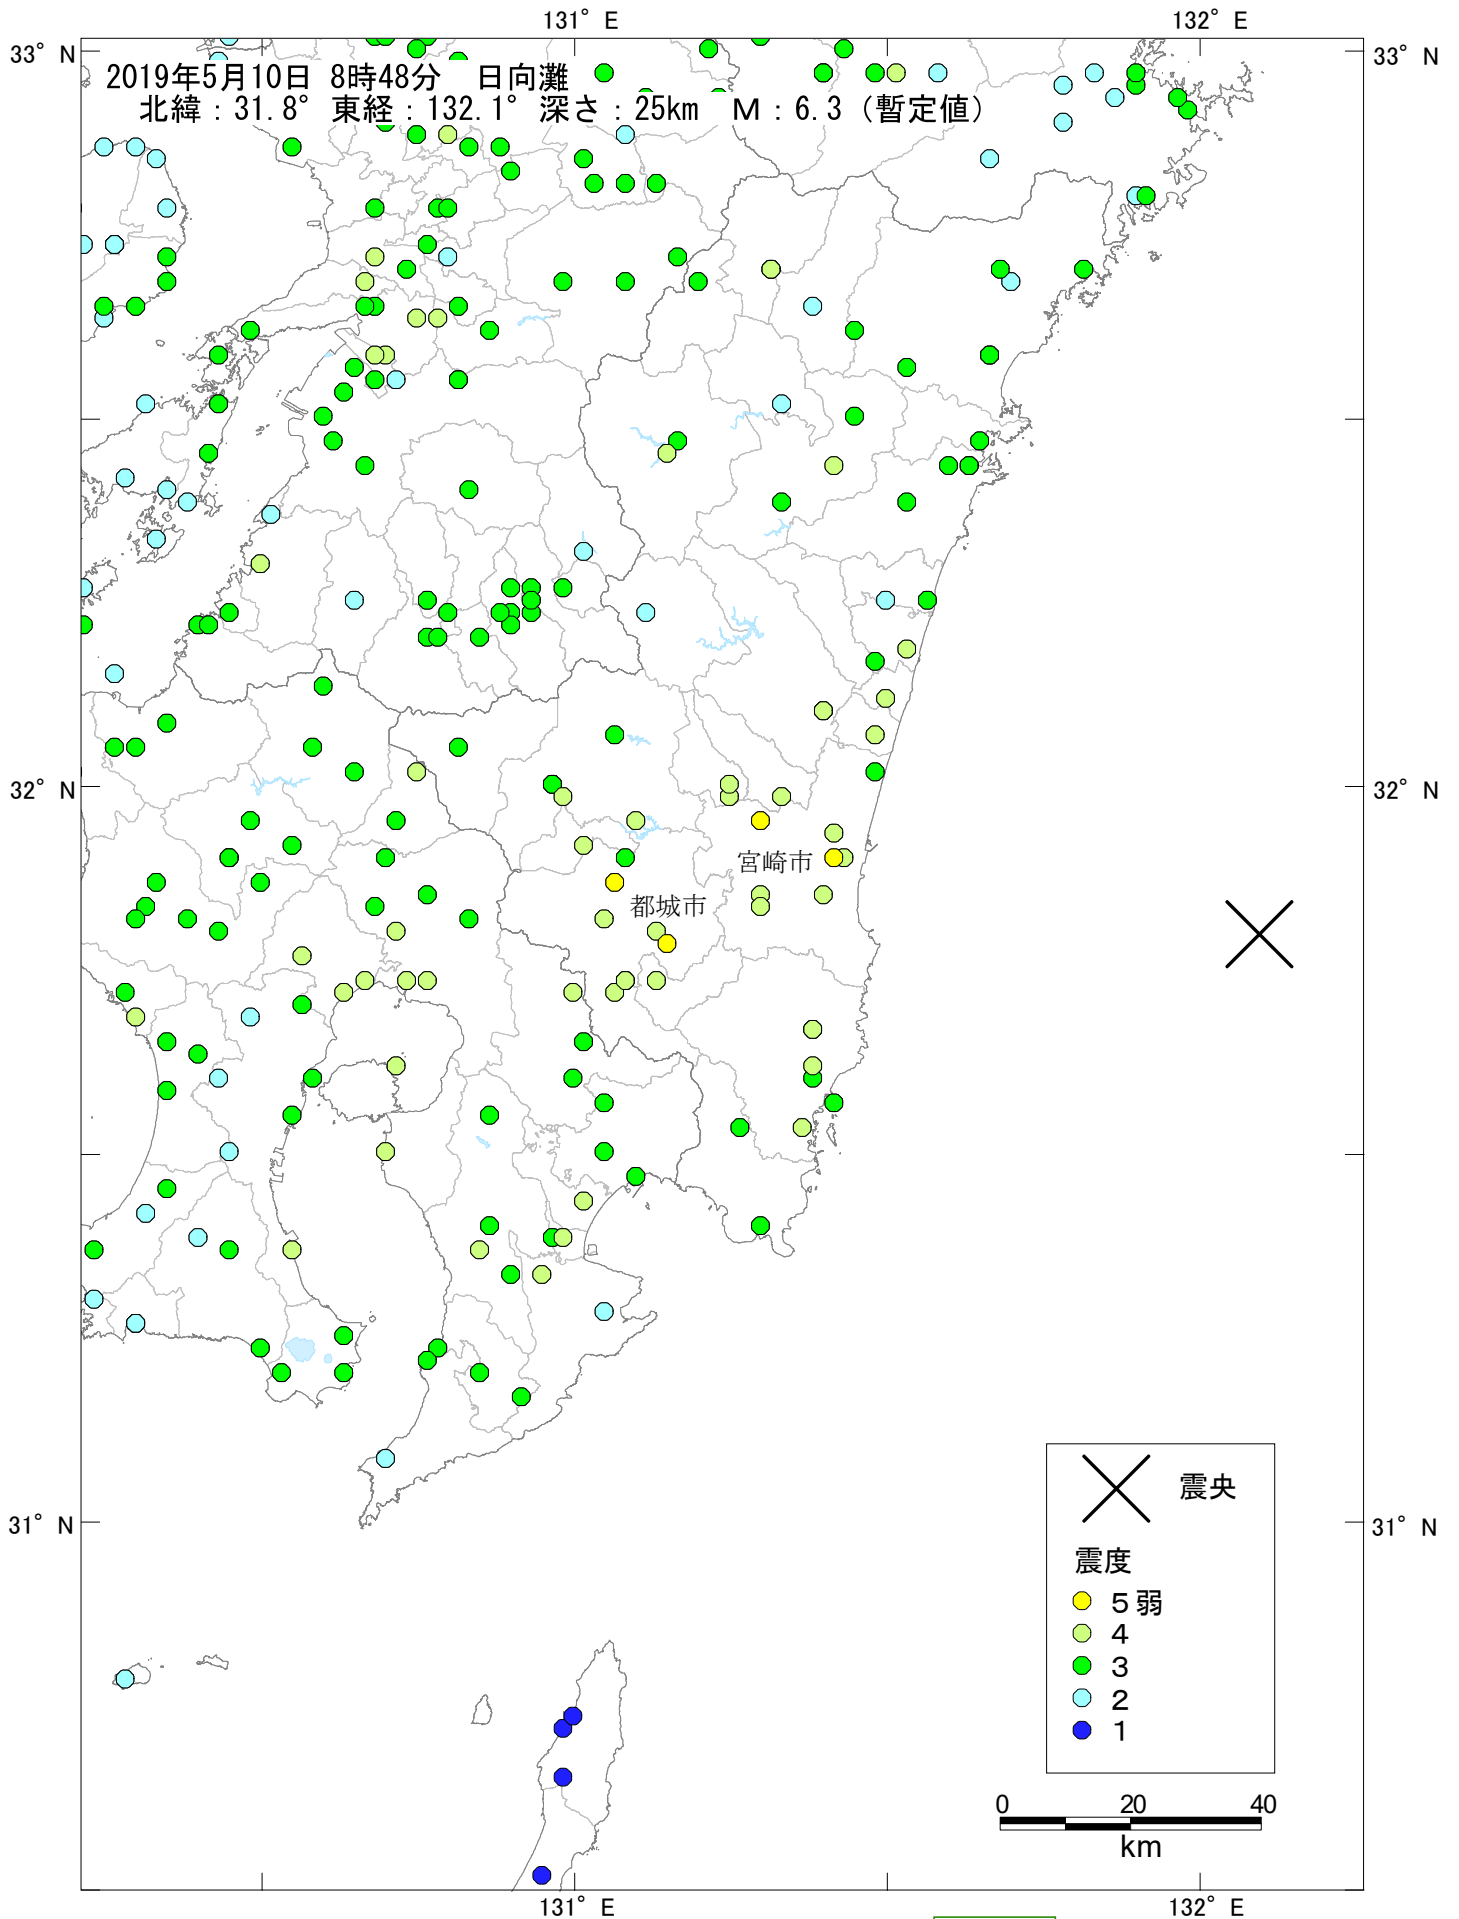 131° E 132° E
33° N 33° N
2019年5月10日 8時48分 日向灘
北緯：31.8° 東経：132.1° 深さ：25km M：6.3（暫定値）
32° N 32° N
宮崎市
都城市
31° N 31° N
震央
震度
５弱
４
３
２
１
0 20 40
km
131° E 132° E